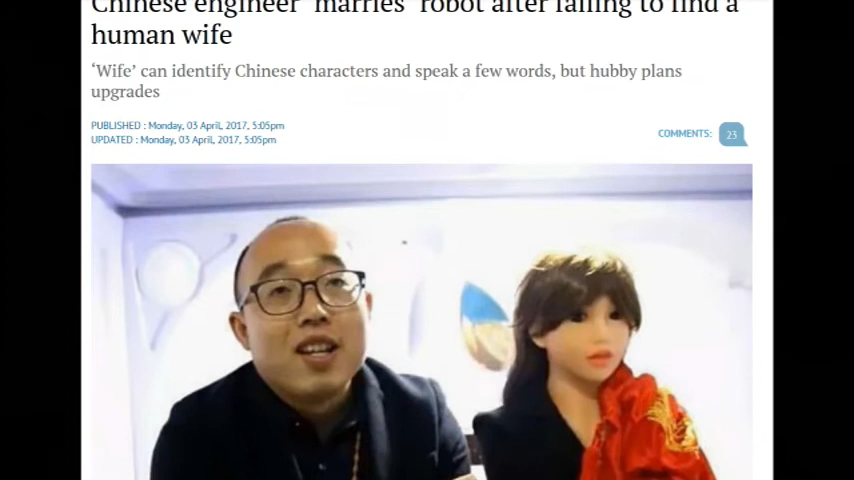 Chinese engineer 'marries' robot after failing to find a
human wife
‘Wife’ can identify Chinese characters and speak a few words, but hubby plans
upgrades
PUBLISHED : Monday, 03 April, 2017, 5:05pm
UPDATED : Monday, 03 April, 2017, 5:05pm
COMMENTS: 23